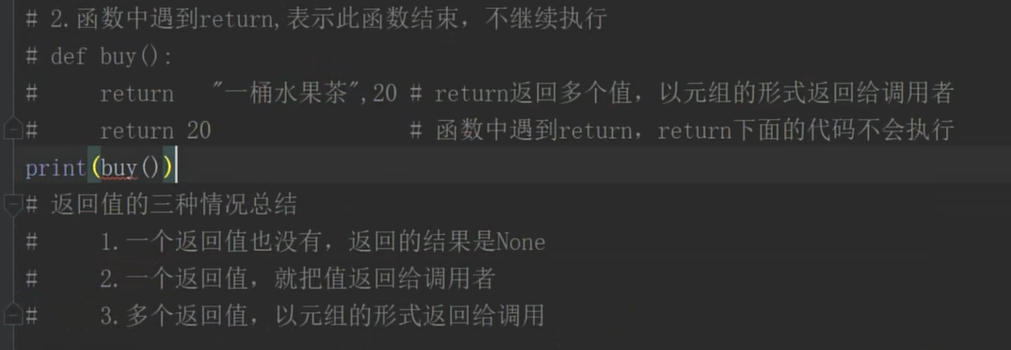 # 2.函数中遇到return,表示此函数结束，不继续执行
# def buy():
#     return   "一桶水果茶",20 # return返回多个值，以元组的形式返回给调用者
#     return 20                # 函数中遇到return，return下面的代码不会执行
print(buy())
# 返回值的三种情况总结
#     1.一个返回值也没有，返回的结果是None
#     2.一个返回值，就把值返回给调用者
#     3.多个返回值，以元组的形式返回给调用